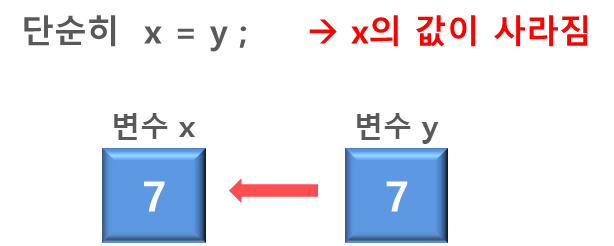 단순히 x = y ; → x의 값이 사라짐
변수 x 변수 y
7 7